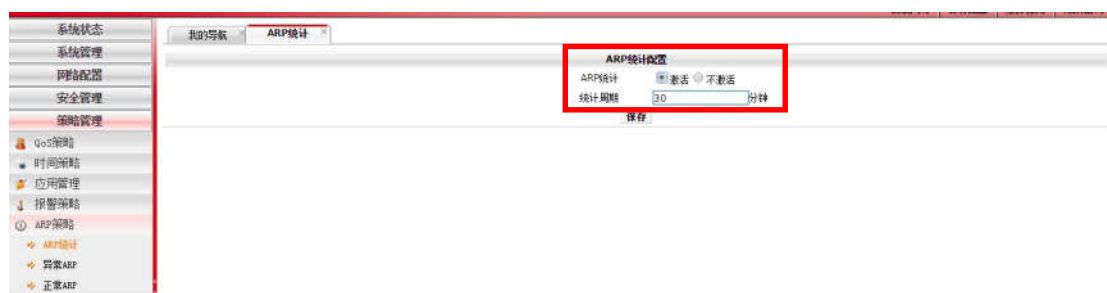 系统状态
系统管理
网络配置
安全管理
策略管理
QoS策略
时间策略
应用管理
报警策略
ARP策略
ARP统计
异常ARP
正常ARP
我的导航 × ARP统计 ×
ARP统计配置
ARP统计 激活 不激活
统计周期 30 分钟
保存